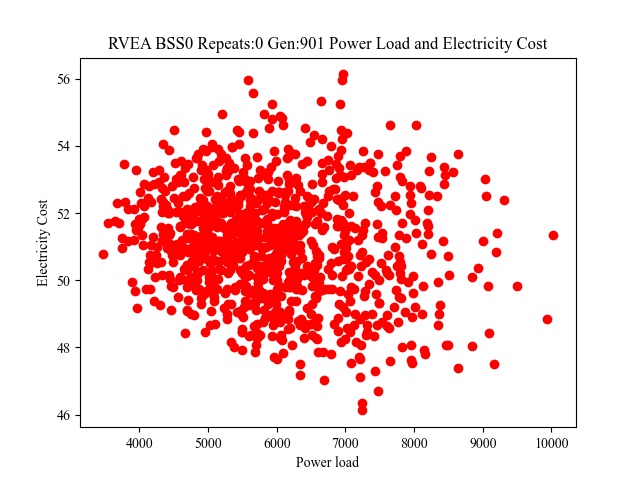 RVEA BSS0 Repeats:0 Gen:901 Power Load and Electricity Cost
56
54
52
50
48
46
Electricity Cost
4000 5000 6000 7000 8000 9000 10000
Power load